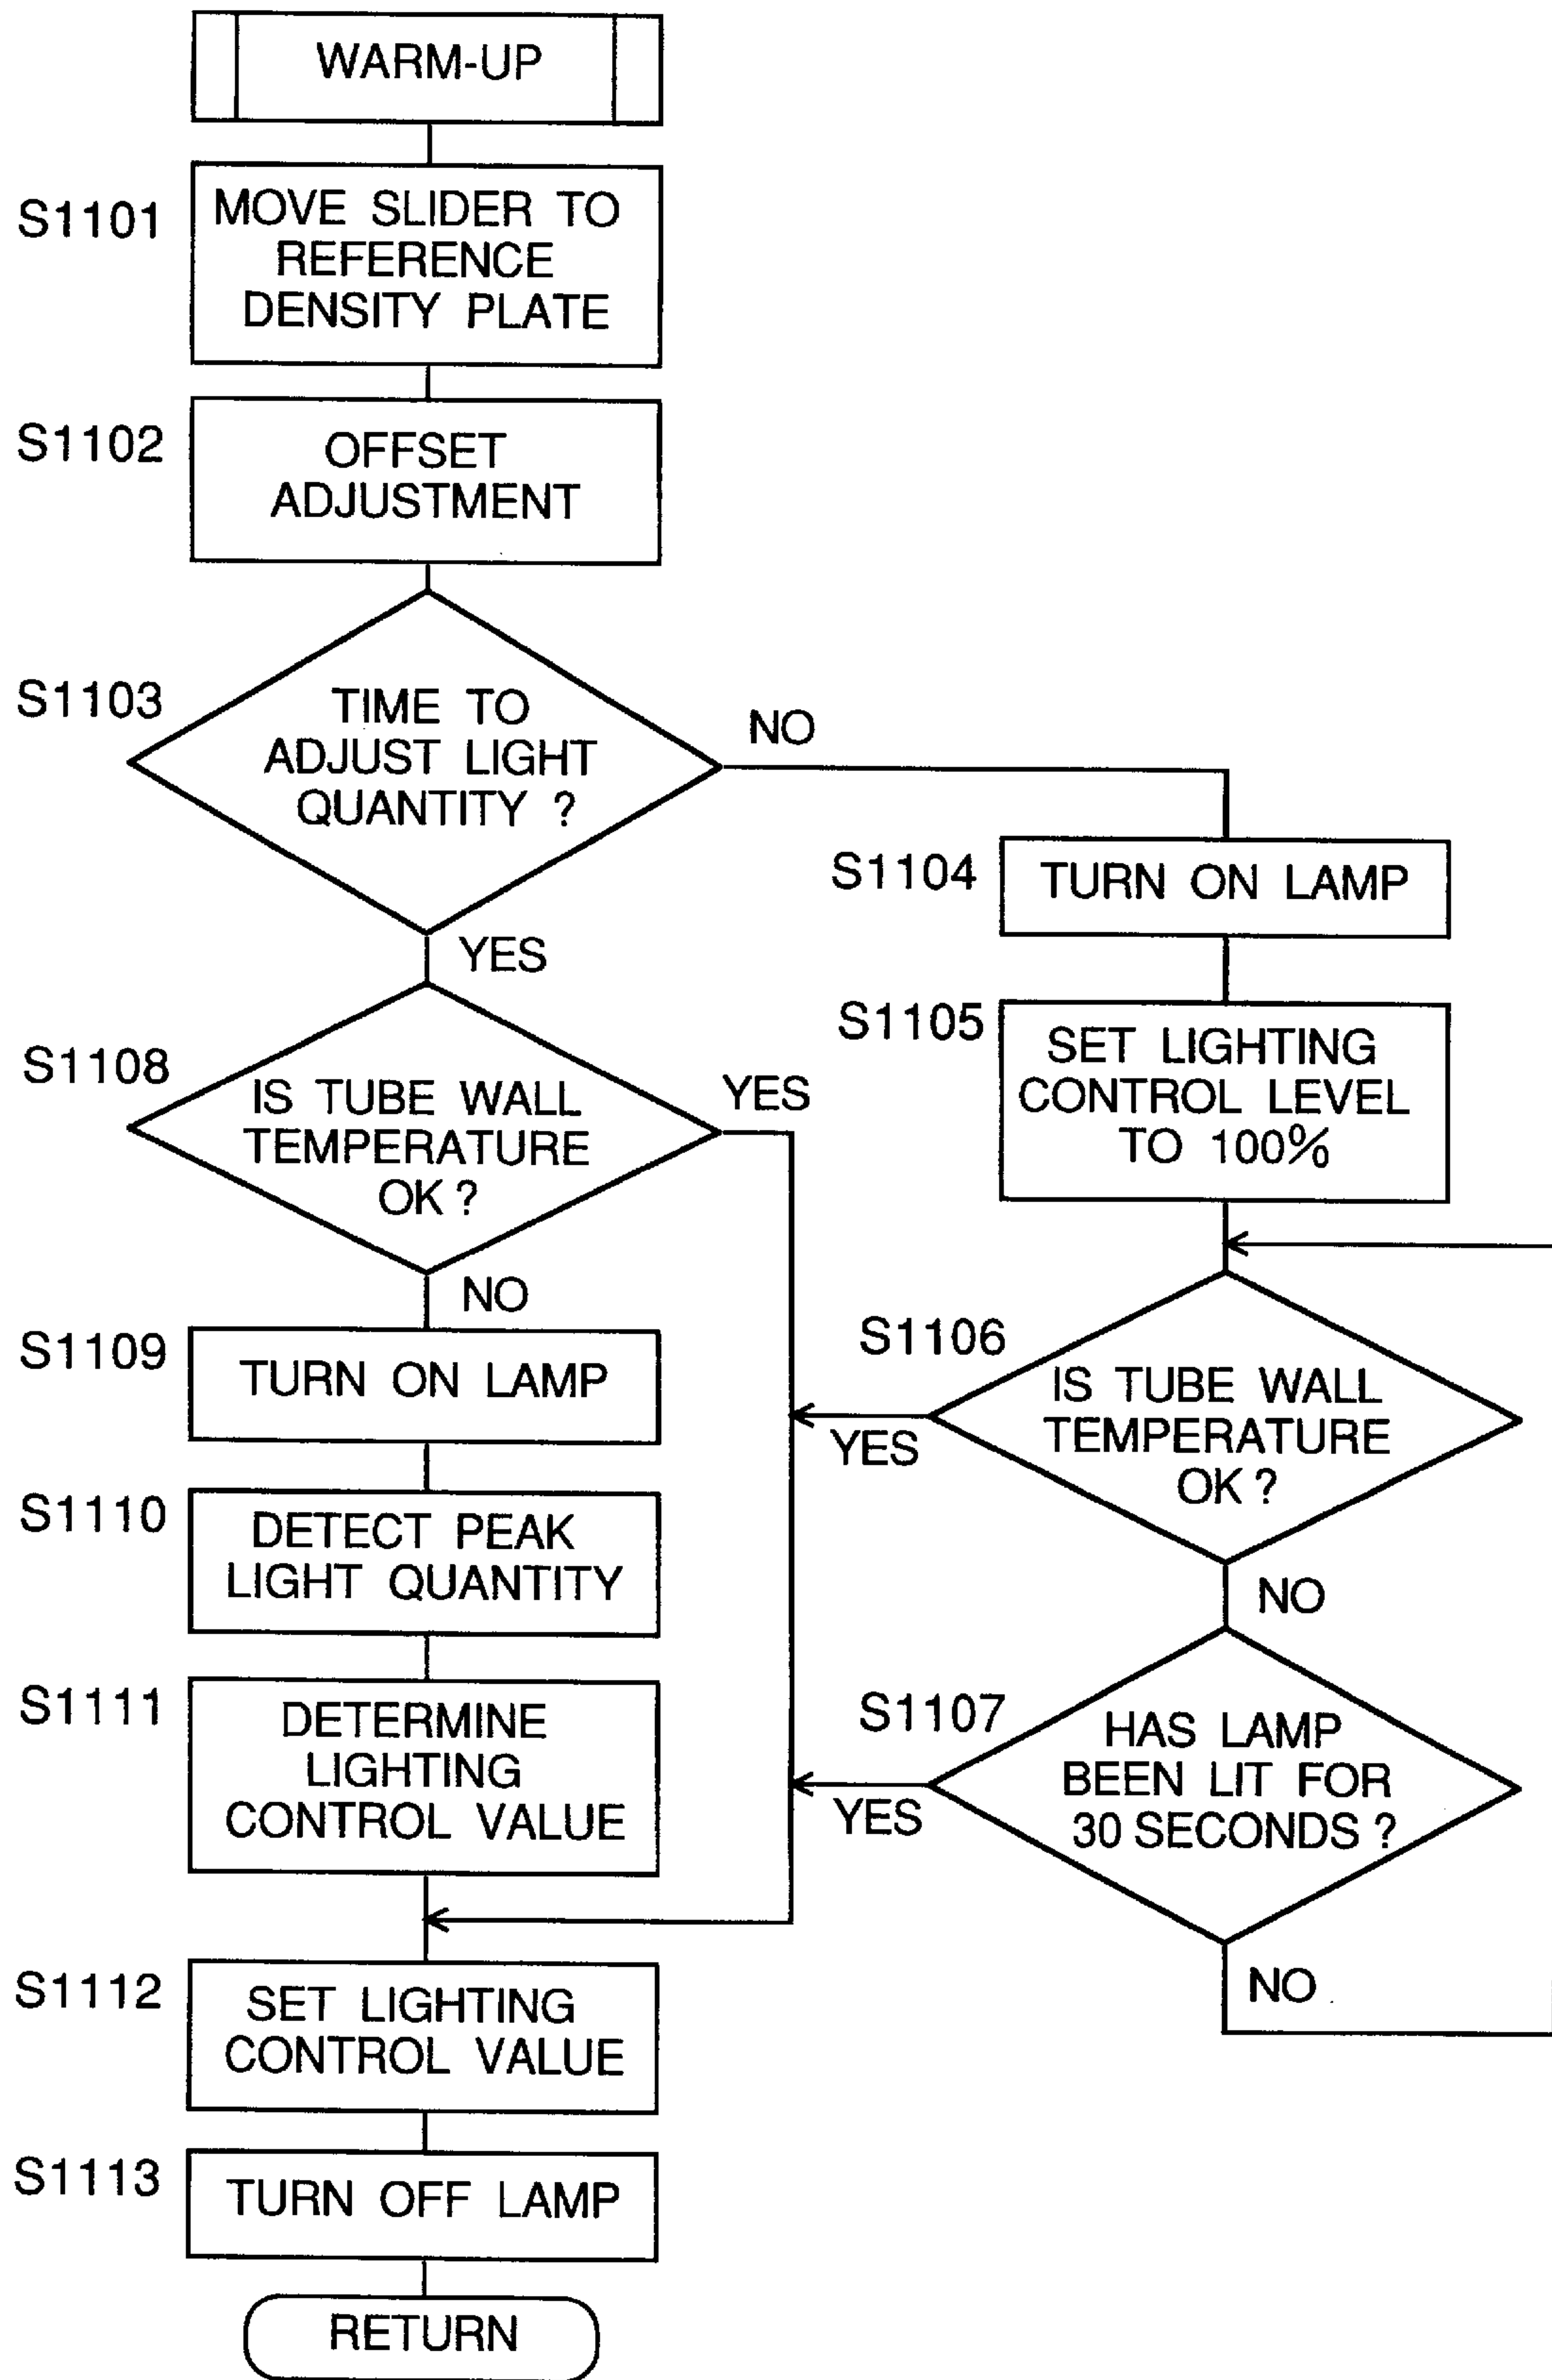 WARM-UP
S1101
MOVE SLIDER TO
REFERENCE
DENSITY PLATE
S1102
OFFSET
ADJUSTMENT
S1103
TIME TO
ADJUST LIGHT
QUANTITY ?
NO
YES
S1104
TURN ON LAMP
S1105
SET LIGHTING
CONTROL LEVEL
TO 100%
S1106
IS TUBE WALL
TEMPERATURE
OK ?
YES
NO
S1107
HAS LAMP
BEEN LIT FOR
30 SECONDS ?
YES
NO
S1108
IS TUBE WALL
TEMPERATURE
OK ?
YES
NO
S1109
TURN ON LAMP
S1110
DETECT PEAK
LIGHT QUANTITY
S1111
DETERMINE
LIGHTING
CONTROL VALUE
S1112
SET LIGHTING
CONTROL VALUE
S1113
TURN OFF LAMP
RETURN